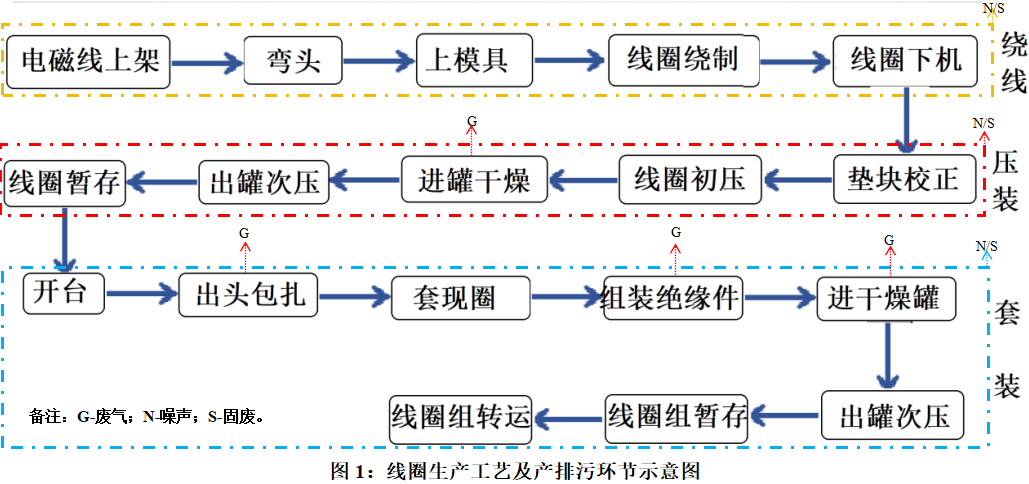 N/S
电磁线上架
弯头
上模具
线圈绕制
线圈下机
绕线
G
N/S
线圈暂存
出罐次压
进罐干燥
线圈初压
垫块校正
压装
G
G
G
N/S
开台
出头包扎
套现圈
组装绝缘件
进干燥罐
套装
备注：G-废气；N-噪声；S-固废。
线圈组转运
线圈组暂存
出罐次压
图 1：线圈生产工艺及产排污环节示意图